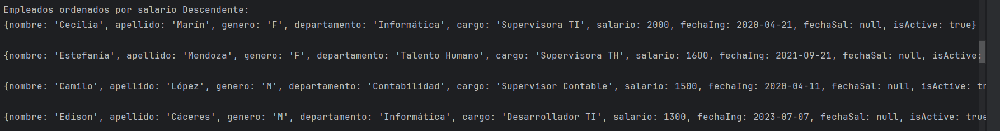 Empleados ordenados por salario Descendente:
{nombre: 'Cecilia', apellido: 'Marín', genero: 'F', departamento: 'Informática', cargo: 'Supervisora TI', salario: 2000, fechaIng: 2020-04-21, fechaSal: null, isActive: true}
{nombre: 'Estefanía', apellido: 'Mendoza', genero: 'F', departamento: 'Talento Humano', cargo: 'Supervisora TH', salario: 1600, fechaIng: 2021-09-21, fechaSal: null, isActive:
{nombre: 'Camilo', apellido: 'López', genero: 'M', departamento: 'Contabilidad', cargo: 'Supervisor Contable', salario: 1500, fechaIng: 2020-04-11, fechaSal: null, isActive: tr
{nombre: 'Edison', apellido: 'Cáceres', genero: 'M', departamento: 'Informática', cargo: 'Desarrollador TI', salario: 1300, fechaIng: 2023-07-07, fechaSal: null, isActive: true